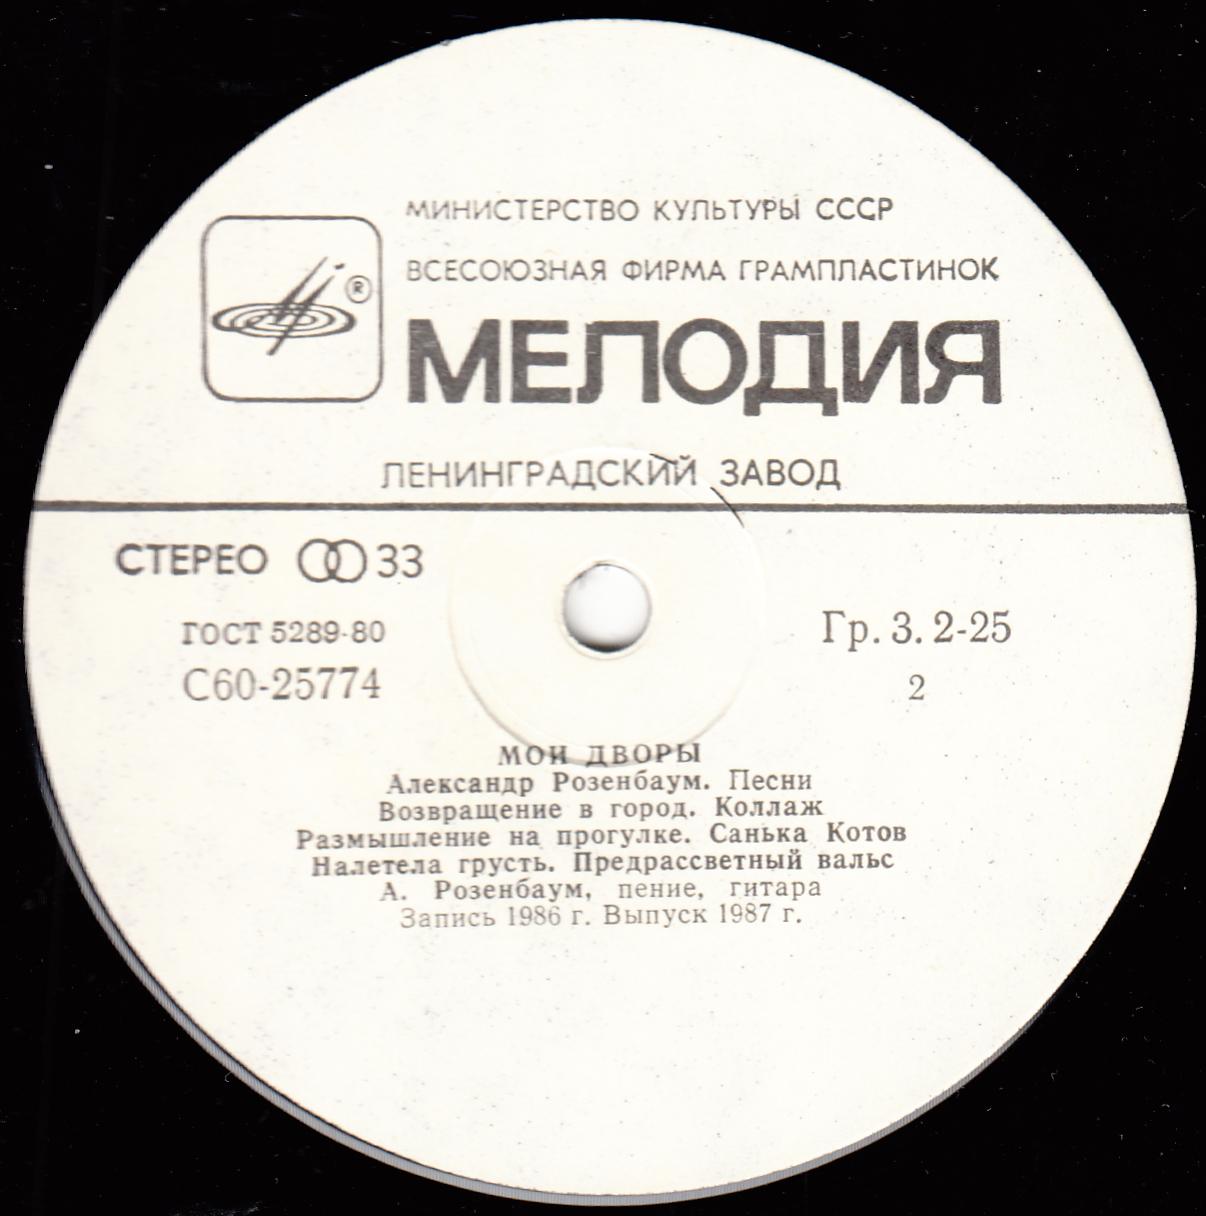 МИНИСТЕРСТВО КУЛЬТУРЫ СССР
ВСЕСОЮЗНАЯ ФИРМА ГРАМПЛАСТИНОК
®
МЕЛОДИЯ
ЛЕНИНГРАДСКИЙ ЗАВОД
СТЕРЕО 33
ГОСТ 5289-80
С60-25774
Гр. 3. 2-25
2
МОИ ДВОРЫ
Александр Розенбаум. Песни
Возвращение в город. Коллаж
Размышление на прогулке. Санька Котов
Налетела грусть. Предрассветный вальс
А. Розенбаум, пение, гитара
Запись 1986 г. Выпуск 1987 г.